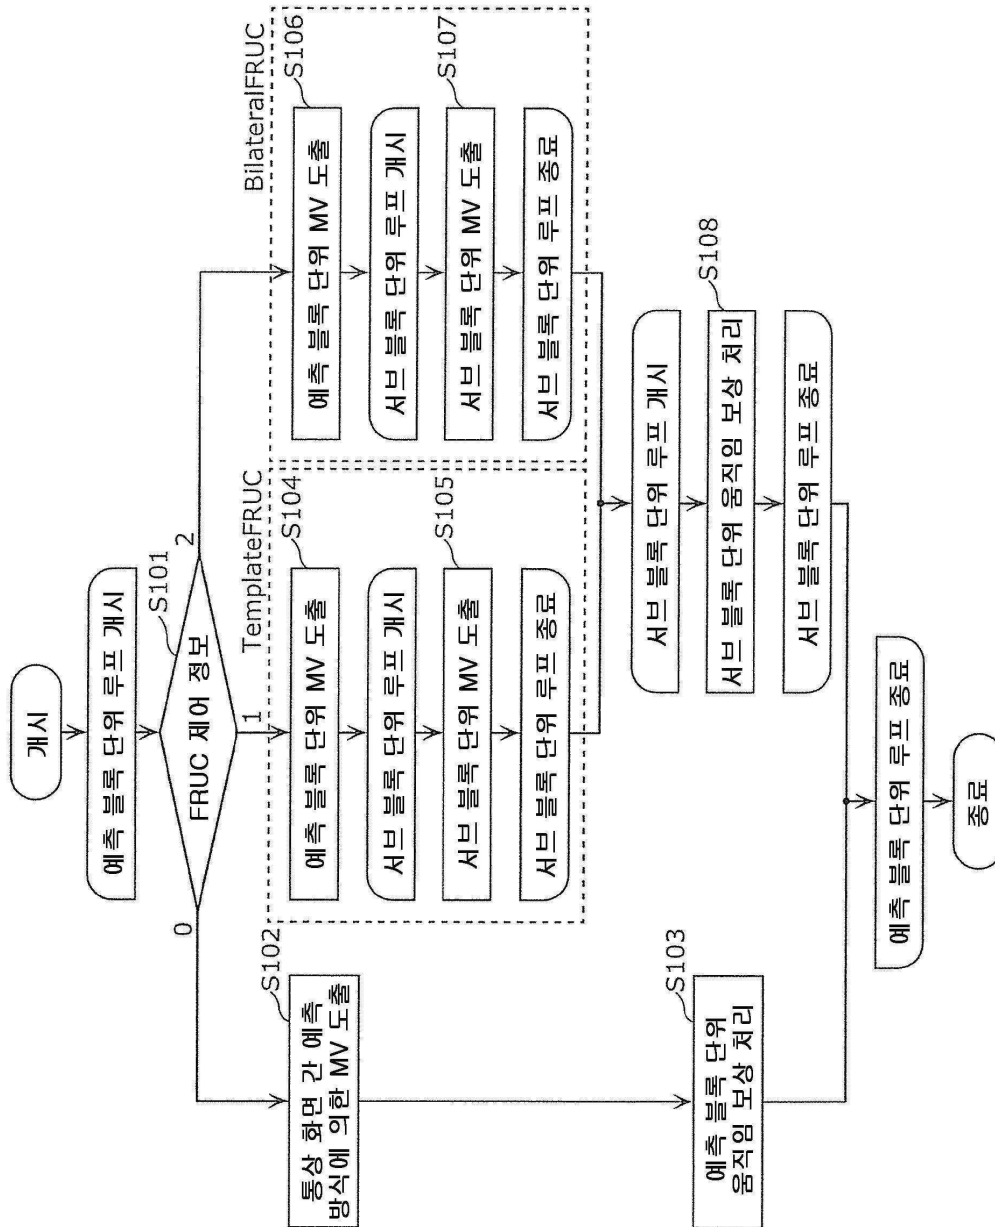 개시
예측 블록 단위 루프 개시
S101
FRUC 제어 정보
0
1
2
S102
통상 화면 간 예측
방식에 의한 MV 도출
TemplateFRUC
S104
예측 블록 단위 MV 도출
서브 블록 단위 루프 개시
S105
서브 블록 단위 MV 도출
서브 블록 단위 루프 종료
BilateralFRUC
S106
예측 블록 단위 MV 도출
서브 블록 단위 루프 개시
S107
서브 블록 단위 MV 도출
서브 블록 단위 루프 종료
S103
예측 블록 단위
움직임 보상 처리
서브 블록 단위 루프 개시
S108
서브 블록 단위 움직임 보상 처리
서브 블록 단위 루프 종료
예측 블록 단위 루프 종료
종료